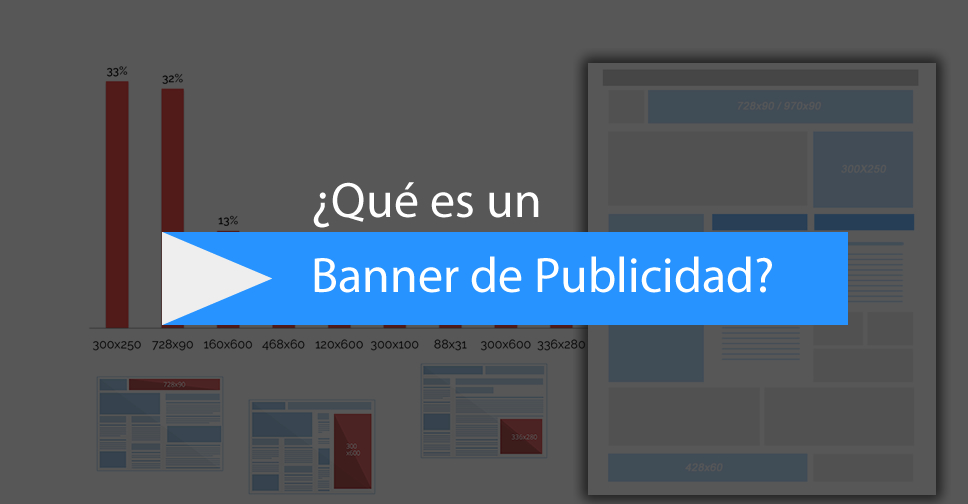 33%
32%
13%
728x90 / 970x90
300X250
¿Qué es un
Banner de Publicidad?
300x250 728x90 160x600 468x60 120x600 300x100 88x31 300x600 336x280
728x90
300
x600
336x280
428x60